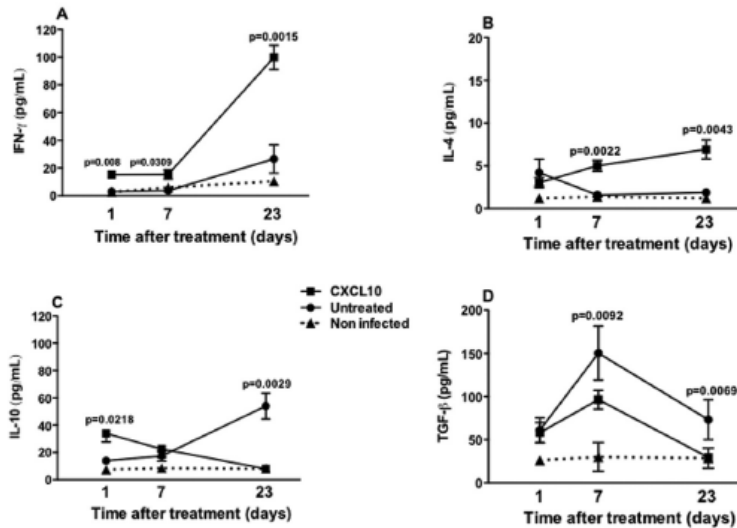 A
IFN-γ (pg/mL)
120
100
80
60
40
20
0
p=0.008
p=0.0309
p=0.0015
1
7
23
Time after treatment (days)
B
IL-4 (pg/mL)
20
15
10
5
0
p=0.0022
p=0.0043
1
7
23
Time after treatment (days)
C
IL-10 (pg/mL)
120
100
80
60
40
20
0
p=0.0218
p=0.0029
1
7
23
Time after treatment (days)
CXCL10
Untreated
Non infected
D
TGF-β (pg/mL)
200
150
100
50
0
p=0.0092
p=0.0069
1
7
23
Time after treatment (days)